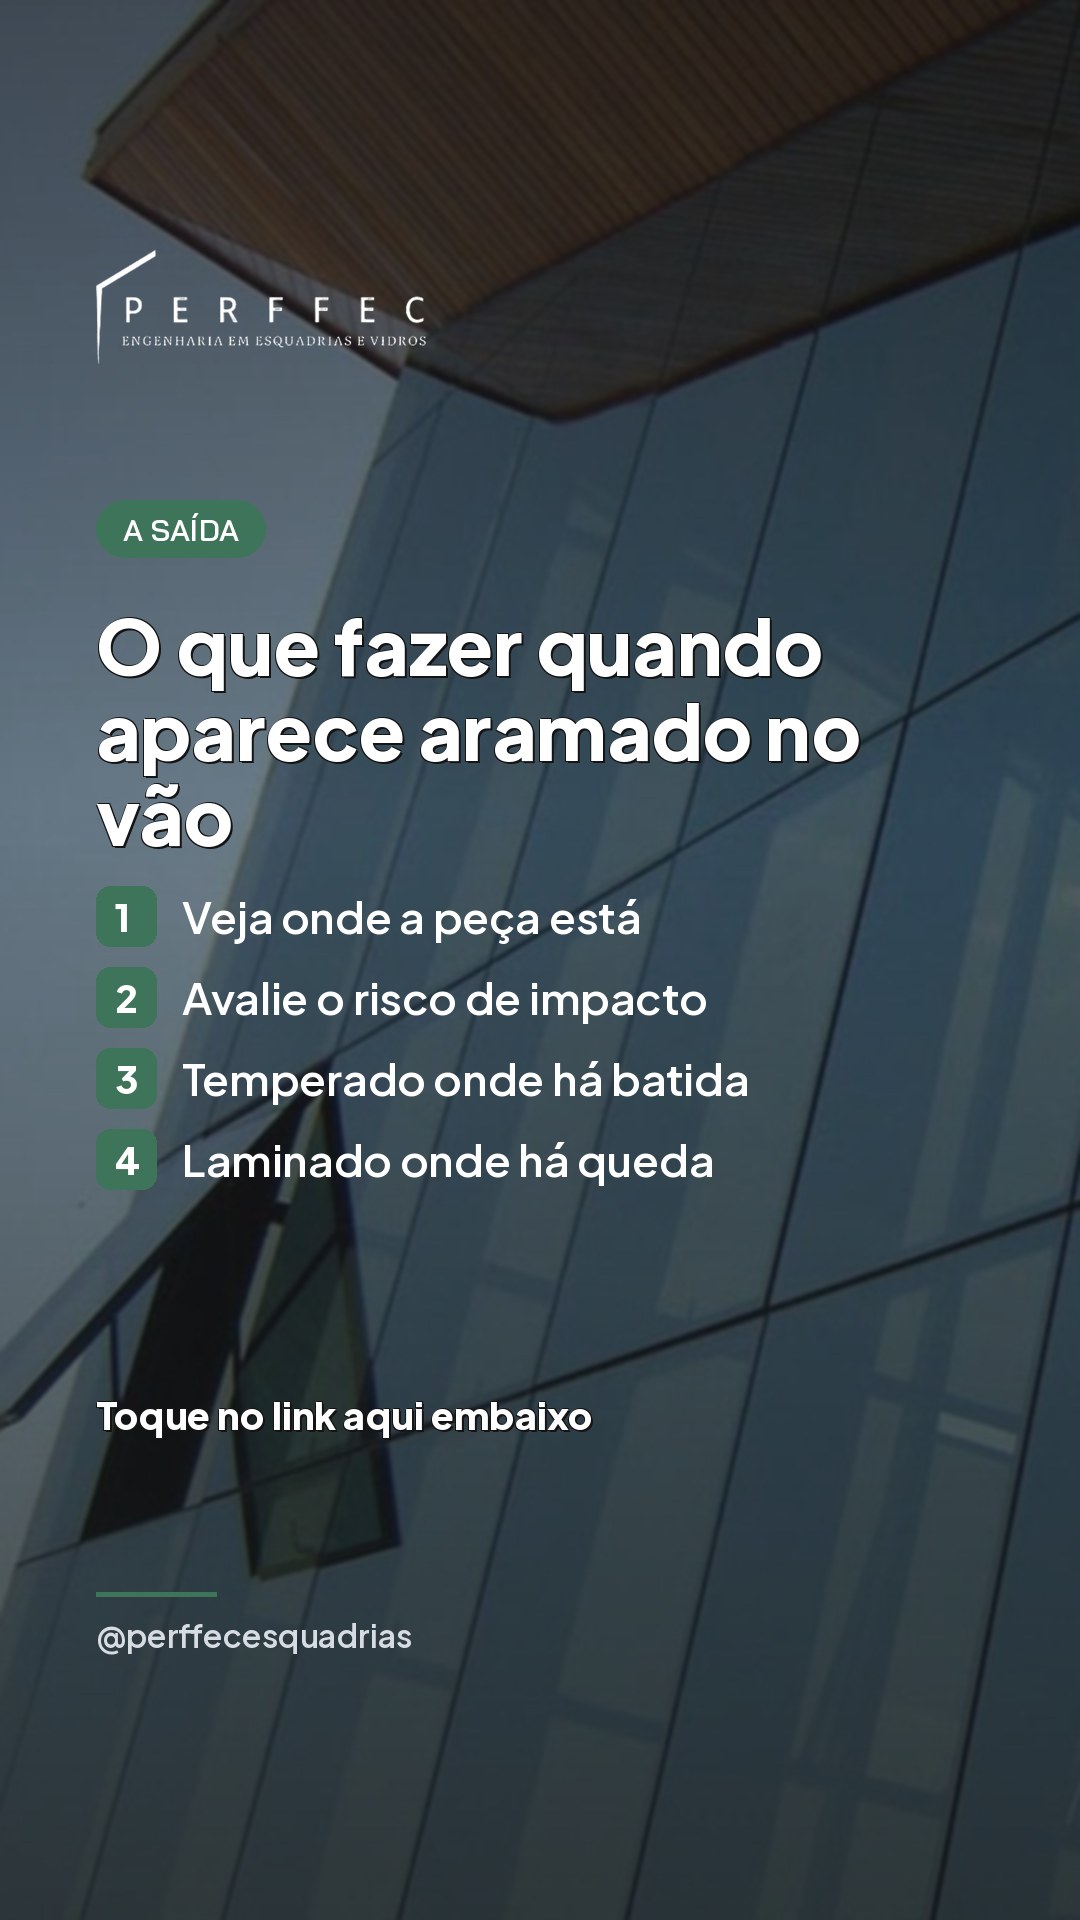 PERFFEC
ENGENHARIA EM ESQUADRIAS E VIDROS
A SAÍDA
O que fazer quando
aparece aramado no
vão
1 Veja onde a peça está
2 Avalie o risco de impacto
3 Temperado onde há batida
4 Laminado onde há queda
Toque no link aqui embaixo
@perffecesquadrias